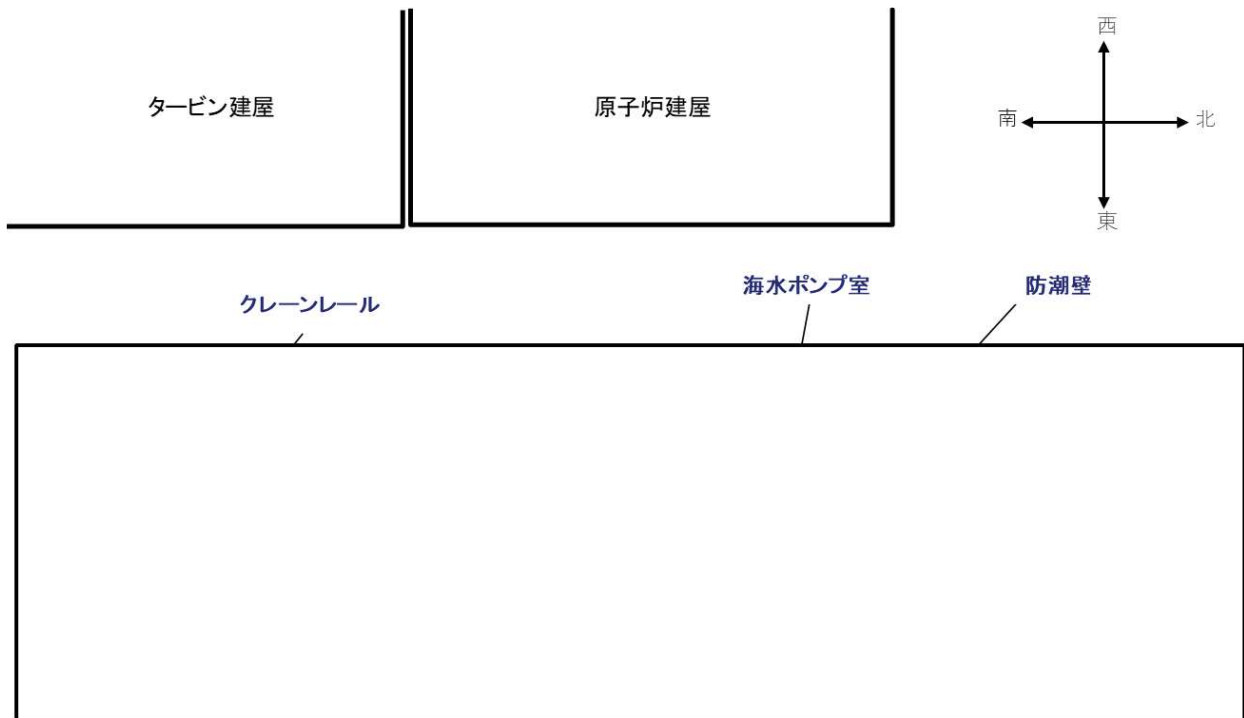 西
タービン建屋
原子炉建屋
南
北
東
クレーンレール
海水ポンプ室
防潮壁